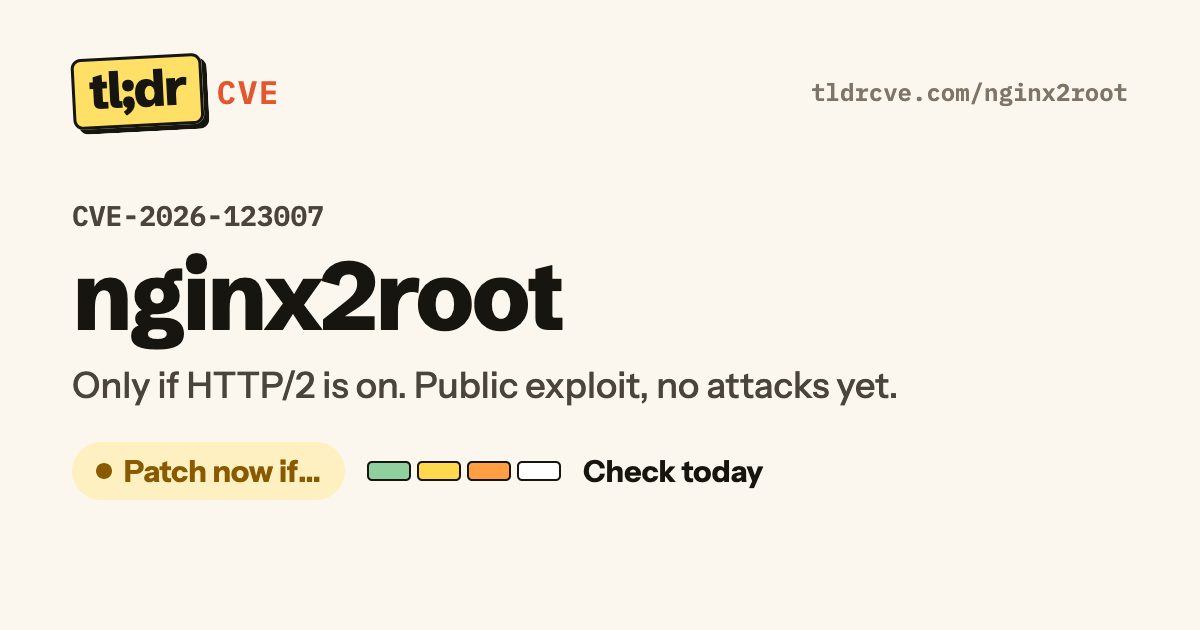 tl;dr CVE
tldrcve.com/nginx2root
CVE-2026-123007
nginx2root
Only if HTTP/2 is on. Public exploit, no attacks yet.
Patch now if... Check today